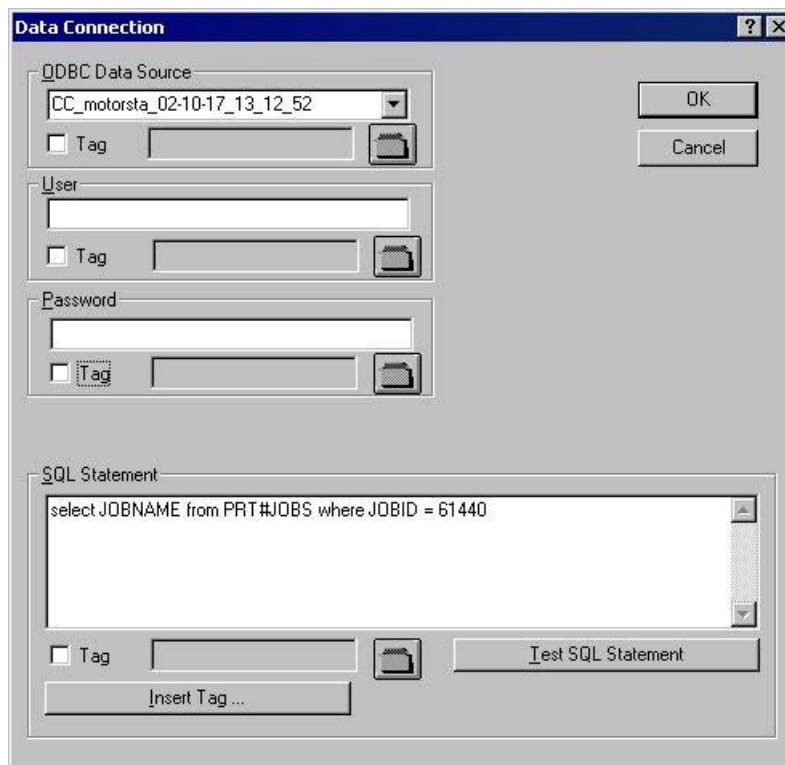 Data Connection
ODBC Data Source
CC_motorsta_02-10-17_13_12_52
Tag
OK
Cancel
User
Tag
Password
Tag
SQL Statement
select JOBNAME from PRT#JOBS where JOBID = 61440
Tag
Test SQL Statement
Insert Tag ...